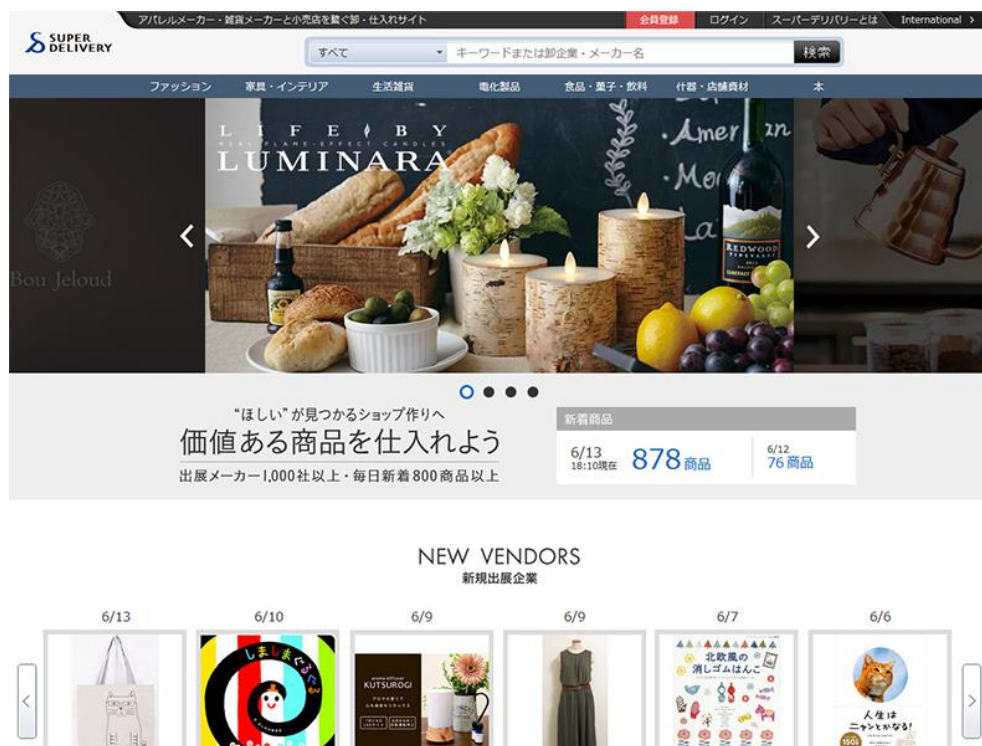 アパレルメーカー・雑貨メーカーと小売店を繋ぐ卸・仕入れサイト
会員登録 ログイン スーパーデリバリーとは International >
SUPER
DELIVERY
すべて キーワードまたは卸企業・メーカー名 検索
ファッション 家具・インテリア 生活雑貨 電化製品 食品・菓子・飲料 什器・店舗資材 本
LIFE BY
REAL FLAME-EFFECT CANDLES
LUMINARA
REDWOOD
Bou Jeloud
“ほしい”が見つかるショップ作りへ
価値ある商品を仕入れよう
出展メーカー1,000社以上・毎日新着800商品以上
新着商品
6/13
18:10現在
878商品
6/12
76商品
NEW VENDORS
新規出展企業
6/13 6/10 6/9 6/9 6/7 6/6
しましまぐるぐる
KUTSUROGI
北欧風の
消しゴムはんこ
人生は
ニャンとかなる!